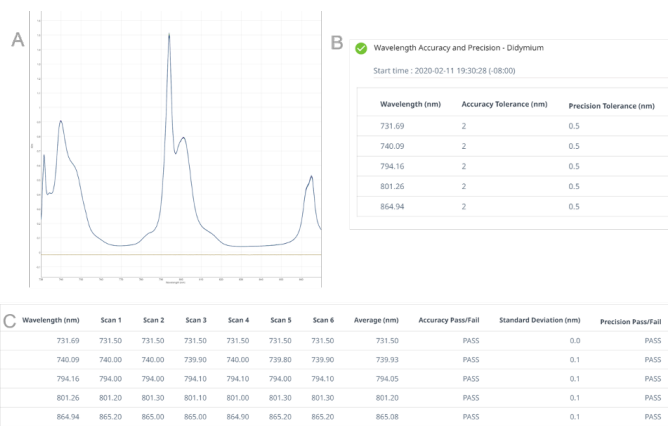 A
B
Wavelength Accuracy and Precision - Didymium
Start time : 2020-02-11 19:30:28 (-08:00)
Wavelength (nm) Accuracy Tolerance (nm) Precision Tolerance (nm)
731.69 2 0.5
740.09 2 0.5
794.16 2 0.5
801.26 2 0.5
864.94 2 0.5
C
Wavelength (nm) Scan 1 Scan 2 Scan 3 Scan 4 Scan 5 Scan 6 Average (nm) Accuracy Pass/Fail Standard Deviation (nm) Precision Pass/Fail
731.69 731.50 731.50 731.50 731.50 731.50 731.50 731.50 PASS 0.0 PASS
740.09 740.00 740.00 739.90 740.00 739.80 739.90 739.93 PASS 0.1 PASS
794.16 794.00 794.10 794.10 794.00 794.00 794.10 794.05 PASS 0.1 PASS
801.26 801.20 801.30 801.10 801.00 801.30 801.30 801.20 PASS 0.1 PASS
864.94 865.20 865.00 865.00 864.90 865.20 865.20 865.08 PASS 0.1 PASS